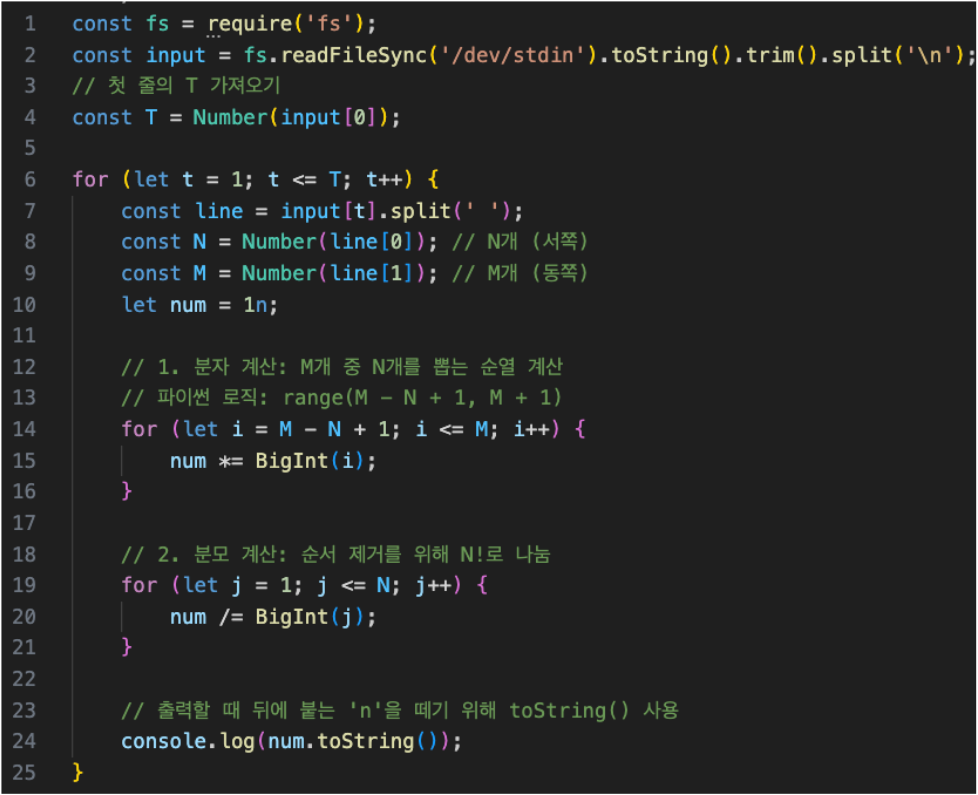 1 const fs = require('fs');
2 const input = fs.readFileSync('/dev/stdin').toString().trim().split('\n');
3 // 첫 줄의 T 가져오기
4 const T = Number(input[0]);
5
6 for (let t = 1; t <= T; t++) {
7 const line = input[t].split(' ');
8 const N = Number(line[0]); // N개 (서쪽)
9 const M = Number(line[1]); // M개 (동쪽)
10 let num = 1n;
11
12 // 1. 분자 계산: M개 중 N개를 뽑는 순열 계산
13 // 파이썬 로직: range(M - N + 1, M + 1)
14 for (let i = M - N + 1; i <= M; i++) {
15 num *= BigInt(i);
16 }
17
18 // 2. 분모 계산: 순서 제거를 위해 N!로 나눔
19 for (let j = 1; j <= N; j++) {
20 num /= BigInt(j);
21 }
22
23 // 출력할 때 뒤에 붙는 'n'을 떼기 위해 toString() 사용
24 console.log(num.toString());
25 }